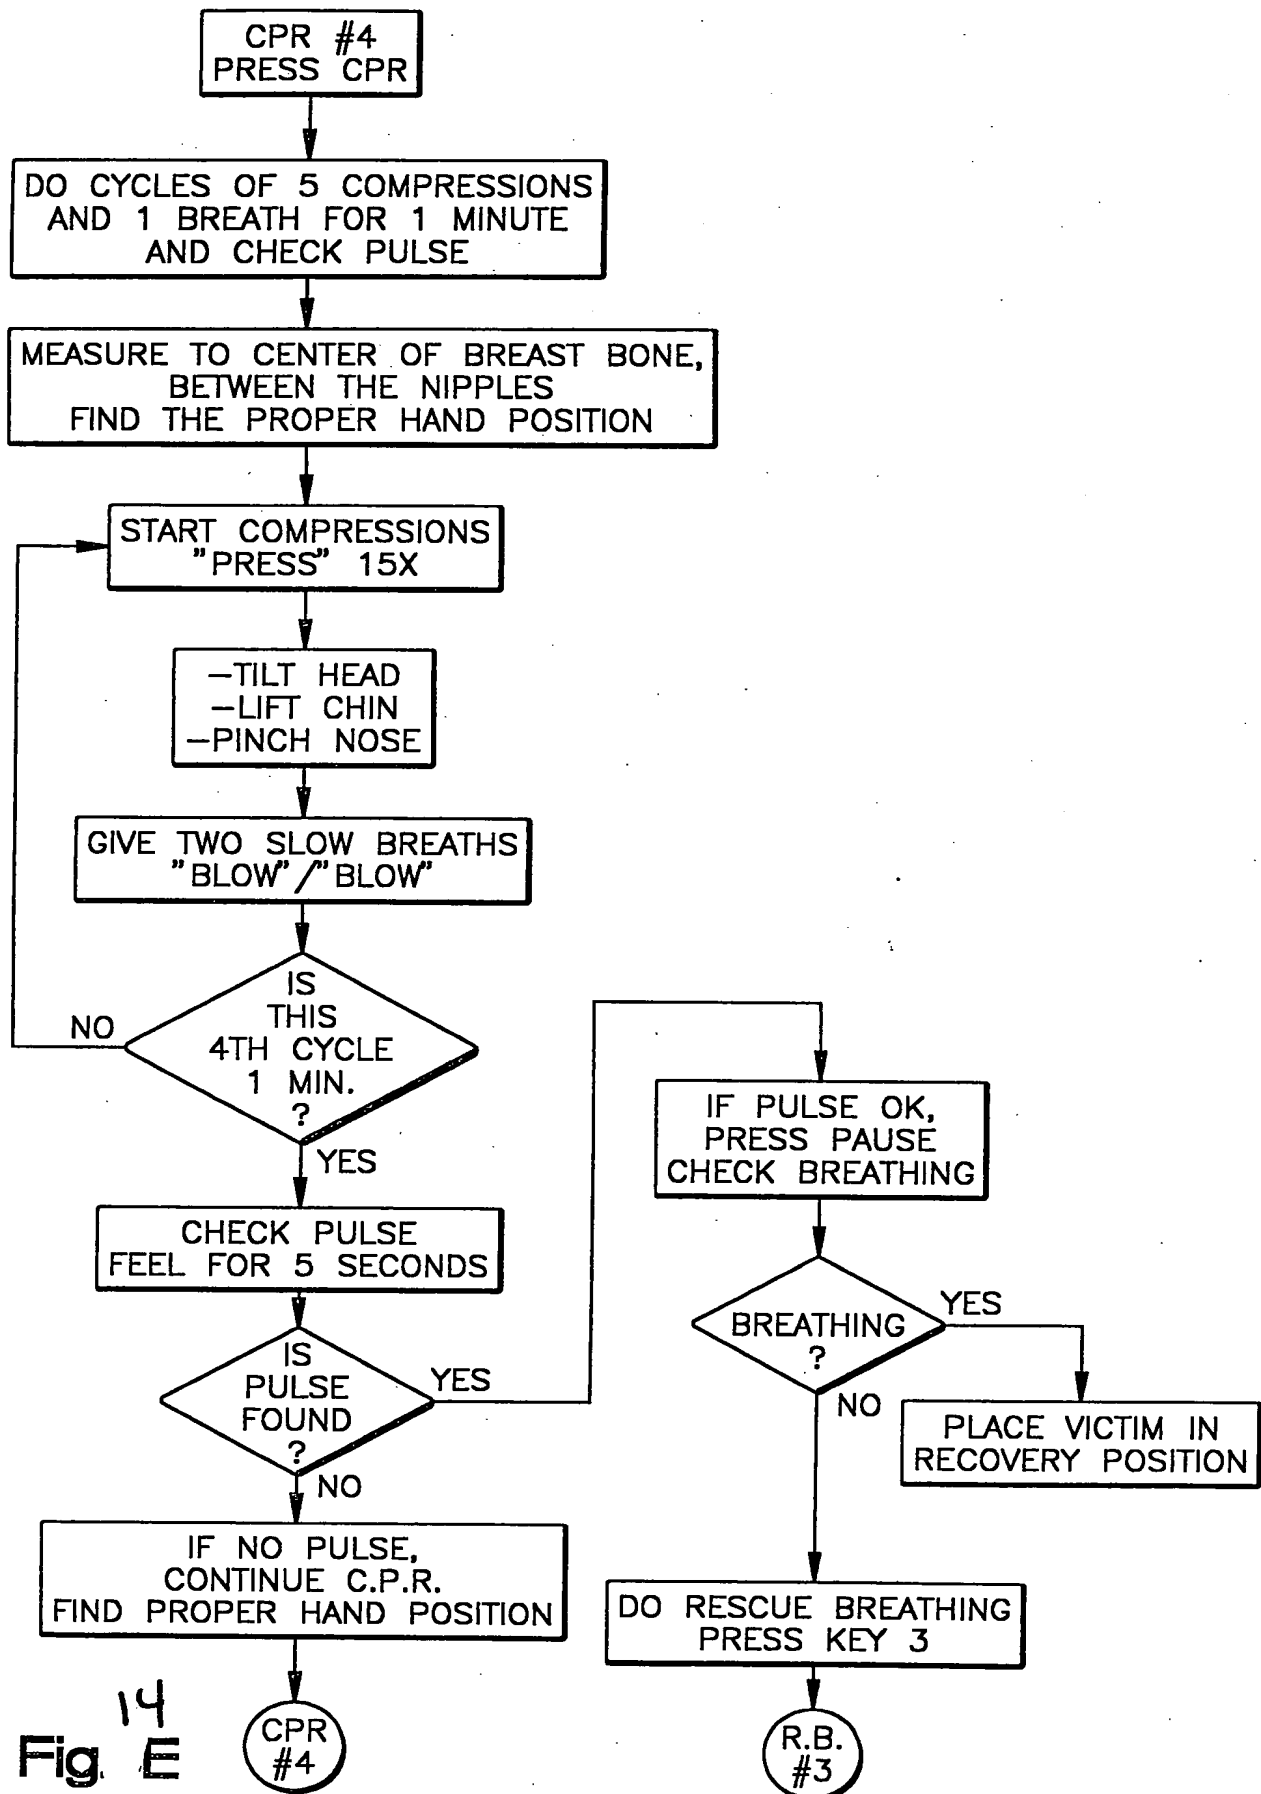 CPR #4
PRESS CPR
DO CYCLES OF 5 COMPRESSIONS
AND 1 BREATH FOR 1 MINUTE
AND CHECK PULSE
MEASURE TO CENTER OF BREAST BONE,
BETWEEN THE NIPPLES
FIND THE PROPER HAND POSITION
START COMPRESSIONS
"PRESS" 15X
-TILT HEAD
-LIFT CHIN
-PINCH NOSE
GIVE TWO SLOW BREATHS
"BLOW"/"BLOW"
IS
THIS
4TH CYCLE
1 MIN.
?
NO
YES
CHECK PULSE
FEEL FOR 5 SECONDS
IS
PULSE
FOUND
?
YES
NO
IF NO PULSE,
CONTINUE C.P.R.
FIND PROPER HAND POSITION
CPR
#4
IF PULSE OK,
PRESS PAUSE
CHECK BREATHING
BREATHING
?
YES
NO
PLACE VICTIM IN
RECOVERY POSITION
DO RESCUE BREATHING
PRESS KEY 3
R.B.
#3
14
Fig. E